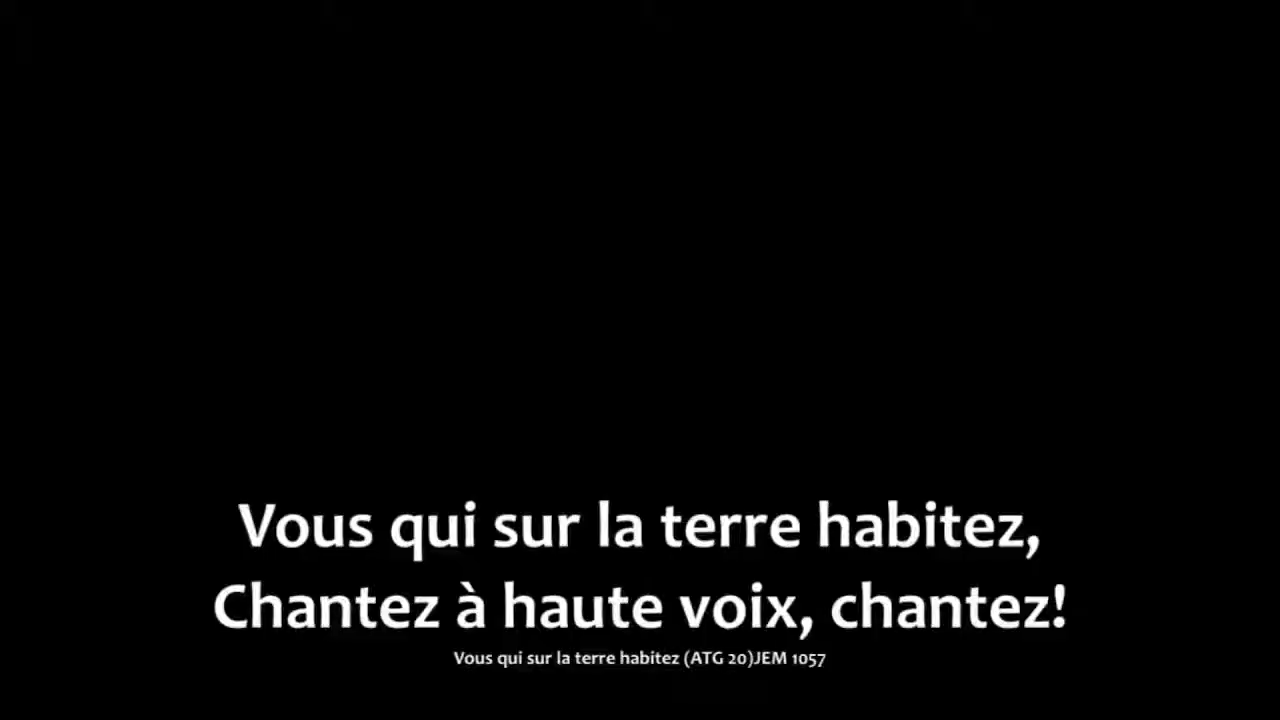 Vous qui sur la terre habitez,
Chantez à haute voix, chantez!
Vous qui sur la terre habitez (ATG 20)JEM 1057